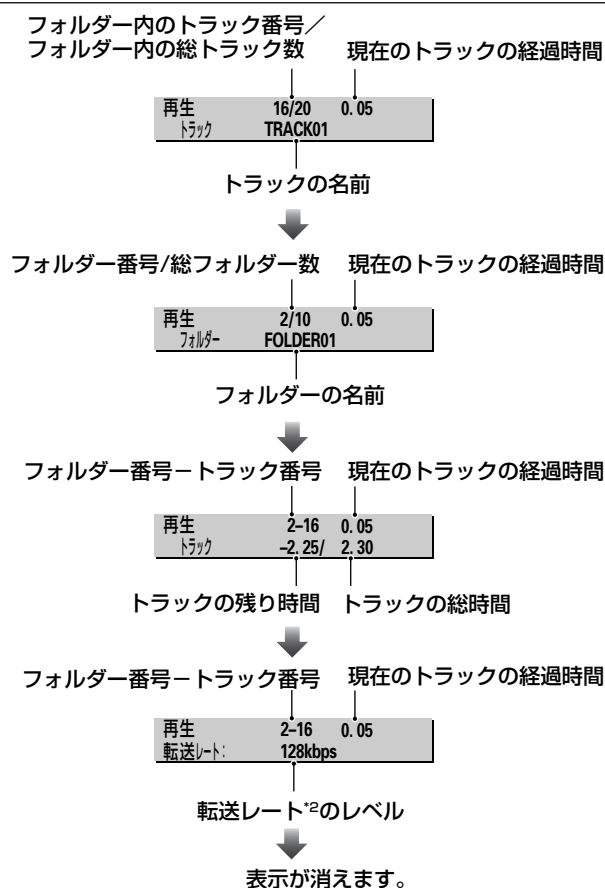 フォルダー内のトラック番号／
フォルダー内の総トラック数 現在のトラックの経過時間
再生 16/20 0. 05
トラック TRACK01
トラックの名前
フォルダー番号/総フォルダー数 現在のトラックの経過時間
再生 2/10 0. 05
フォルダー FOLDER01
フォルダーの名前
フォルダー番号－トラック番号 現在のトラックの経過時間
再生 2–16 0. 05
トラック –2. 25/ 2. 30
トラックの残り時間 トラックの総時間
フォルダー番号－トラック番号 現在のトラックの経過時間
再生 2–16 0. 05
転送レート: 128kbps
転送レート*2のレベル
表示が消えます。